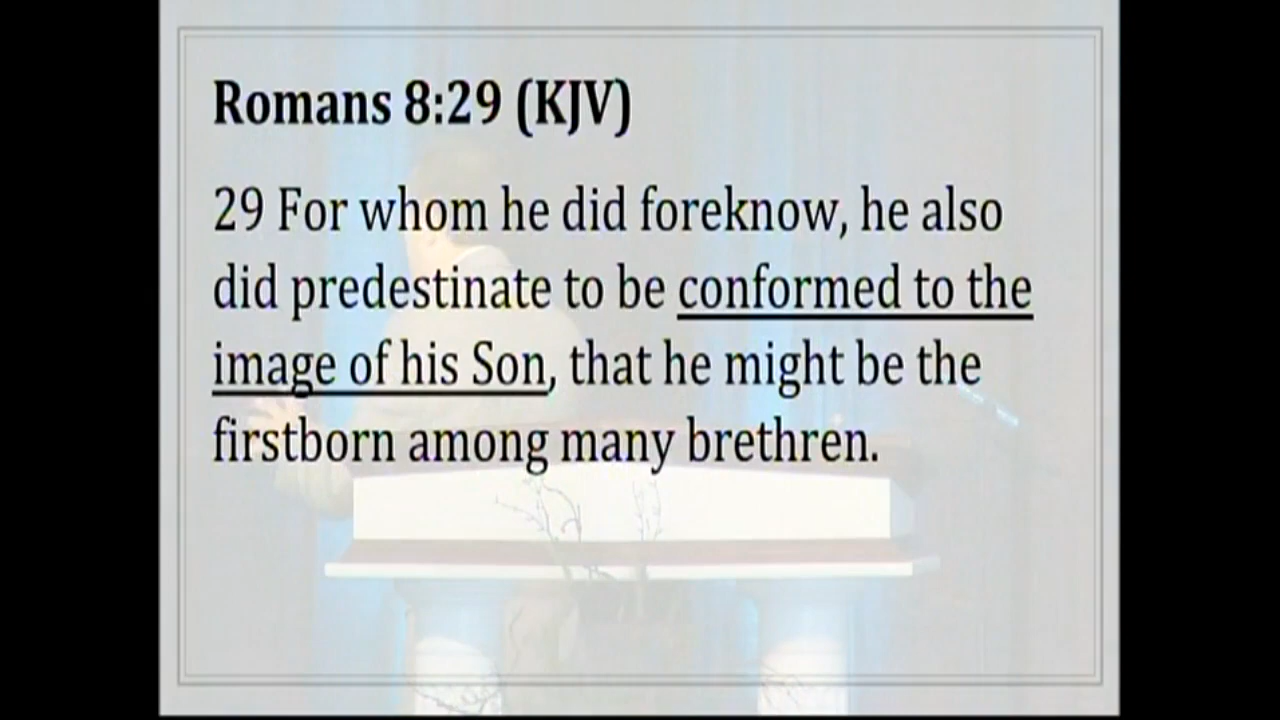 Romans 8:29 (KJV)
29 For whom he did foreknow, he also
did predestinate to be conformed to the
image of his Son, that he might be the
firstborn among many brethren.